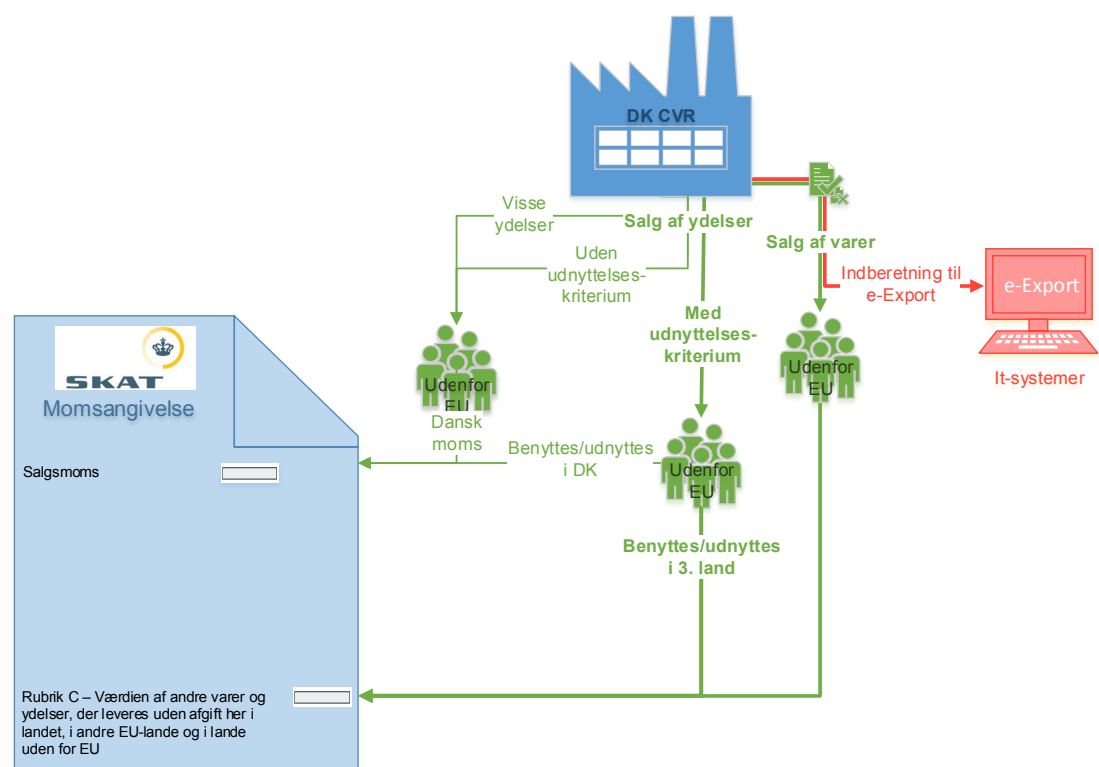 DK CVR
Visse
ydelser
Salg af ydelser
Salg af varer
Uden
udnyttelses-
kriterium
Indberetning til
e-Export
e-Export
It-systemer
Med
udnyttelses-
kriterium
Udenfor
EU
Udenfor
EU
SKAT
Momsangivelse
Dansk
moms
Benyttes/udnyttes
i DK
Udenfor
EU
Salgsmoms
Benyttes/udnyttes
i 3. land
Rubrik C – Værdien af andre varer og
ydelser, der leveres uden afgift her i
landet, i andre EU-lande og i lande
uden for EU